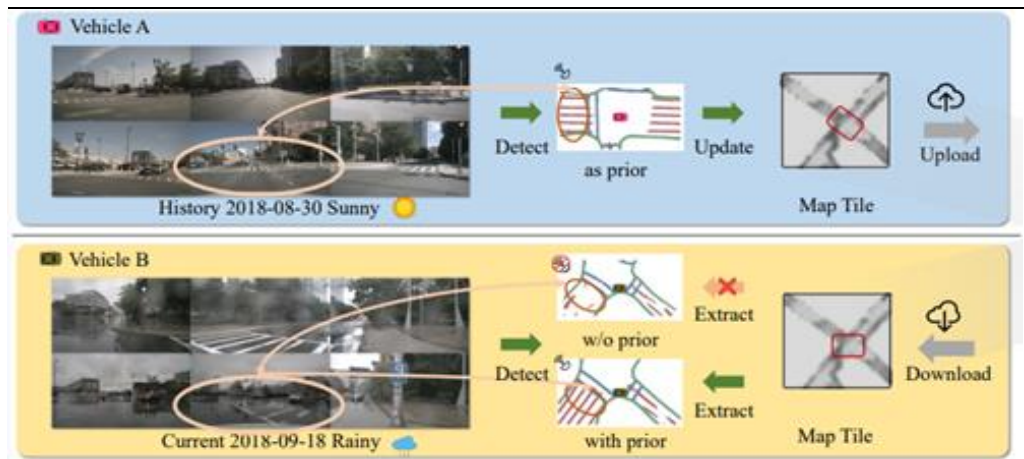 Vehicle A
Detect
as prior
Update
Upload
History 2018-08-30 Sunny
Map Tile
Vehicle B
Extract
w/o prior
Detect
Download
Extract
Current 2018-09-18 Rainy
with prior
Map Tile